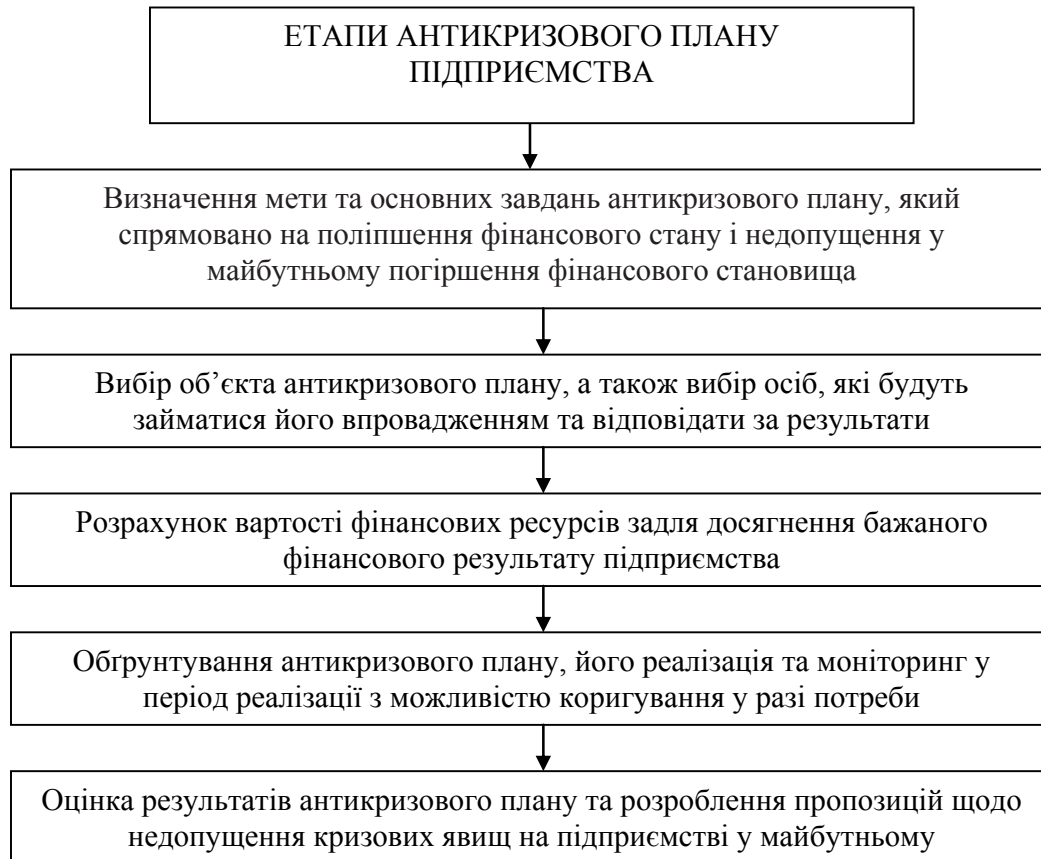 ЕТАПИ АНТИКРИЗОВОГО ПЛАНУ
ПІДПРИЄМСТВА
Визначення мети та основних завдань антикризового плану, який
спрямовано на поліпшення фінансового стану і недопущення у
майбутньому погіршення фінансового становища
Вибір об’єкта антикризового плану, а також вибір осіб, які будуть
займатися його впровадженням та відповідати за результати
Розрахунок вартості фінансових ресурсів задля досягнення бажаного
фінансового результату підприємства
Обґрунтування антикризового плану, його реалізація та моніторинг у
період реалізації з можливістю коригування у разі потреби
Оцінка результатів антикризового плану та розроблення пропозицій щодо
недопущення кризових явищ на підприємстві у майбутньому